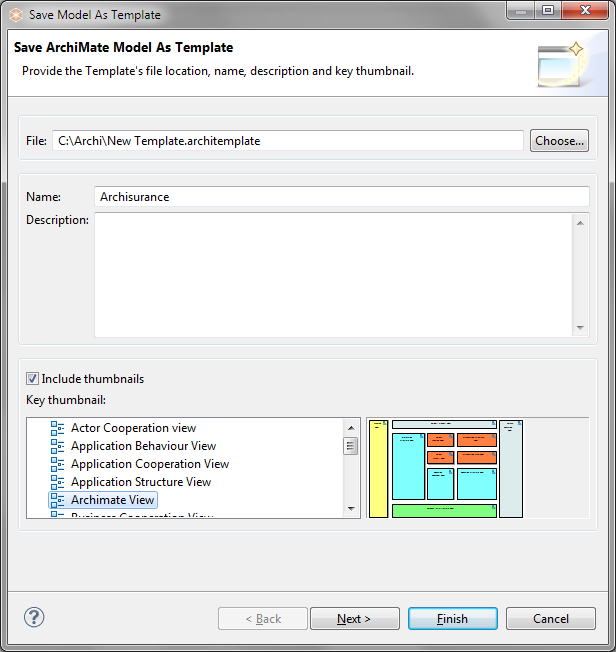 Save Model As Template
Save ArchiMate Model As Template
Provide the Template's file location, name, description and key thumbnail.
File: C:\Archi\New Template.architemplate Choose...
Name: Archisurance
Description:
Include thumbnails
Key thumbnail:
Actor Cooperation view
Application Behaviour View
Application Cooperation View
Application Structure View
Archimate View
Business Cooperation View
< Back Next > Finish Cancel